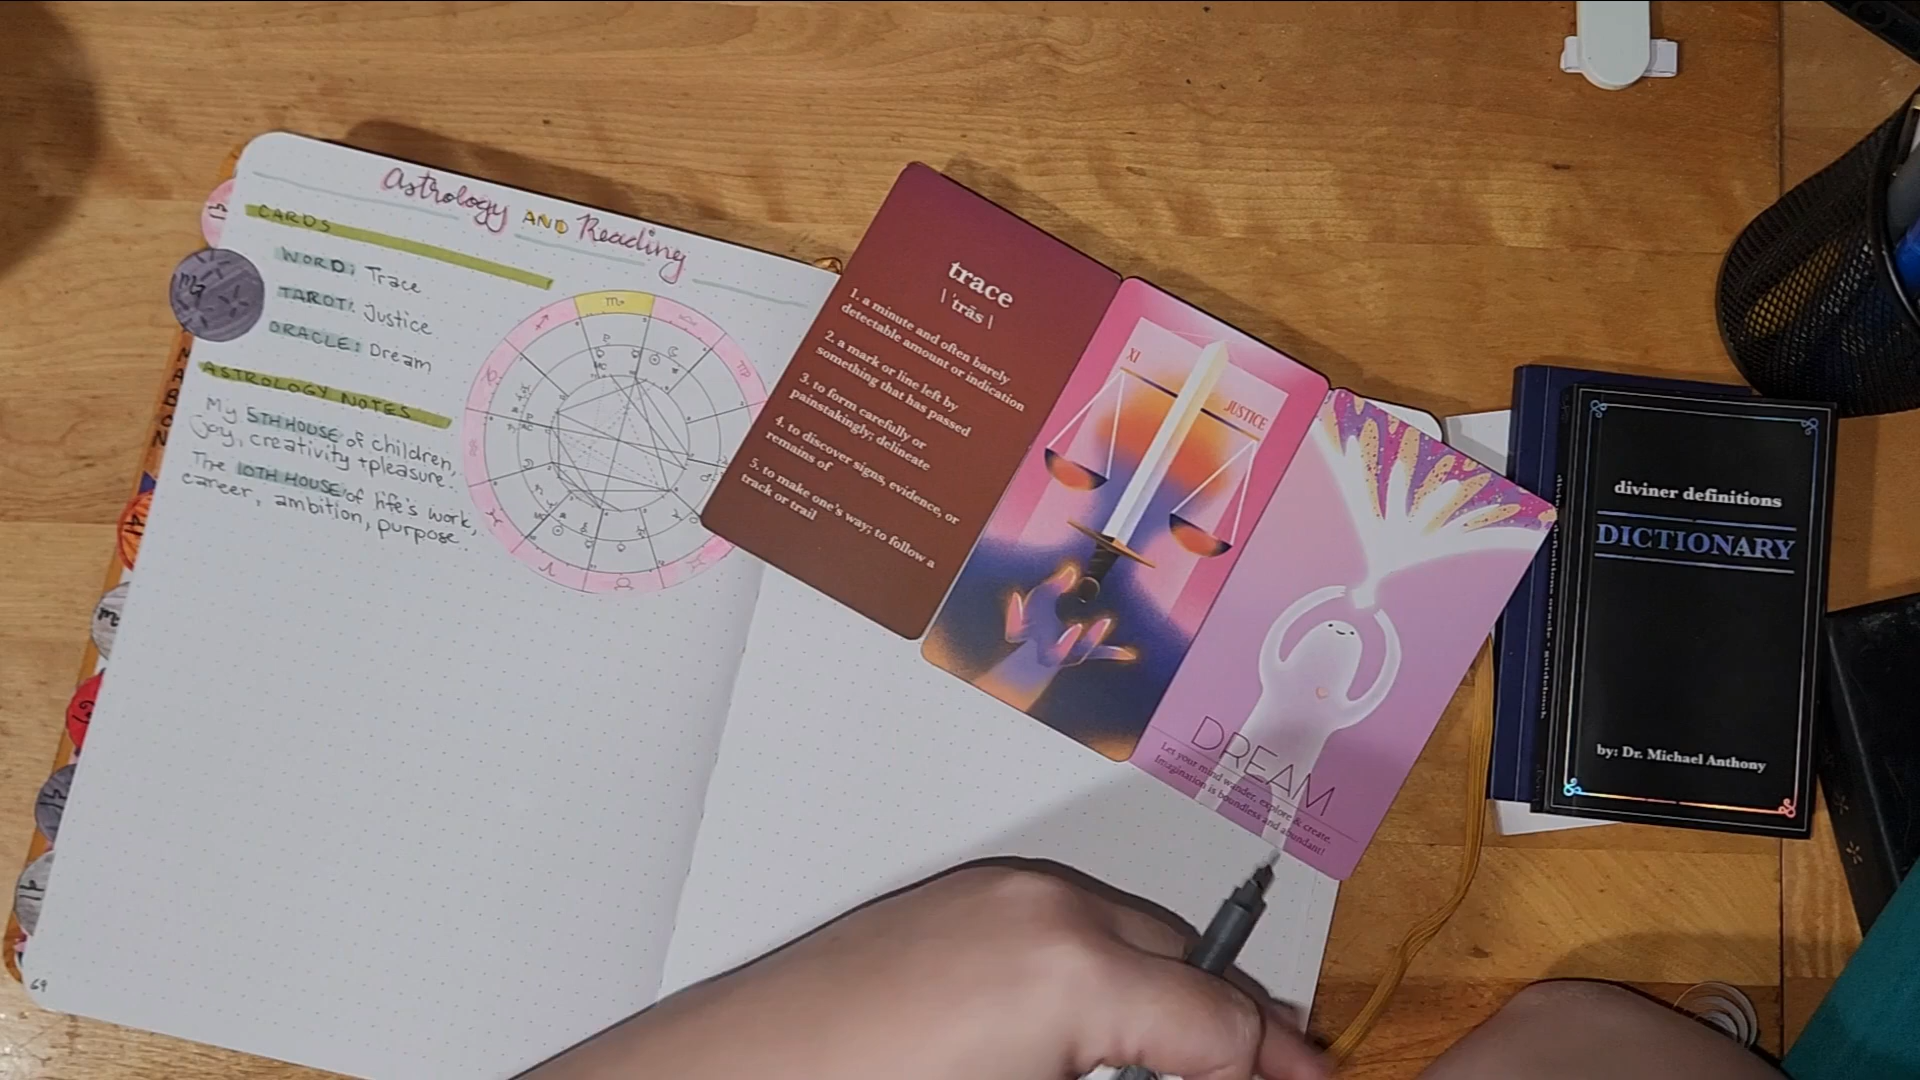 Astrology AND Reading
CARDS
WORD: Trace
TAROT: Justice
ORACLE: Dream
ASTROLOGY NOTES
My 5TH HOUSE of children,
joy, creativity + pleasure.
The 10TH HOUSE of life's work,
career, ambition, purpose.
69
MABON
trace
| 'trās |
1. a minute and often barely
detectable amount or indication
2. a mark or line left by
something that has passed
3. to form carefully or
painstakingly; delineate
4. to discover signs, evidence, or
remains of
5. to make one's way; to follow a
track or trail
XI
JUSTICE
DREAM
Let your mind wander, explore & create.
Imagination is boundless and abundant!
diviner definitions
DICTIONARY
by: Dr. Michael Anthony